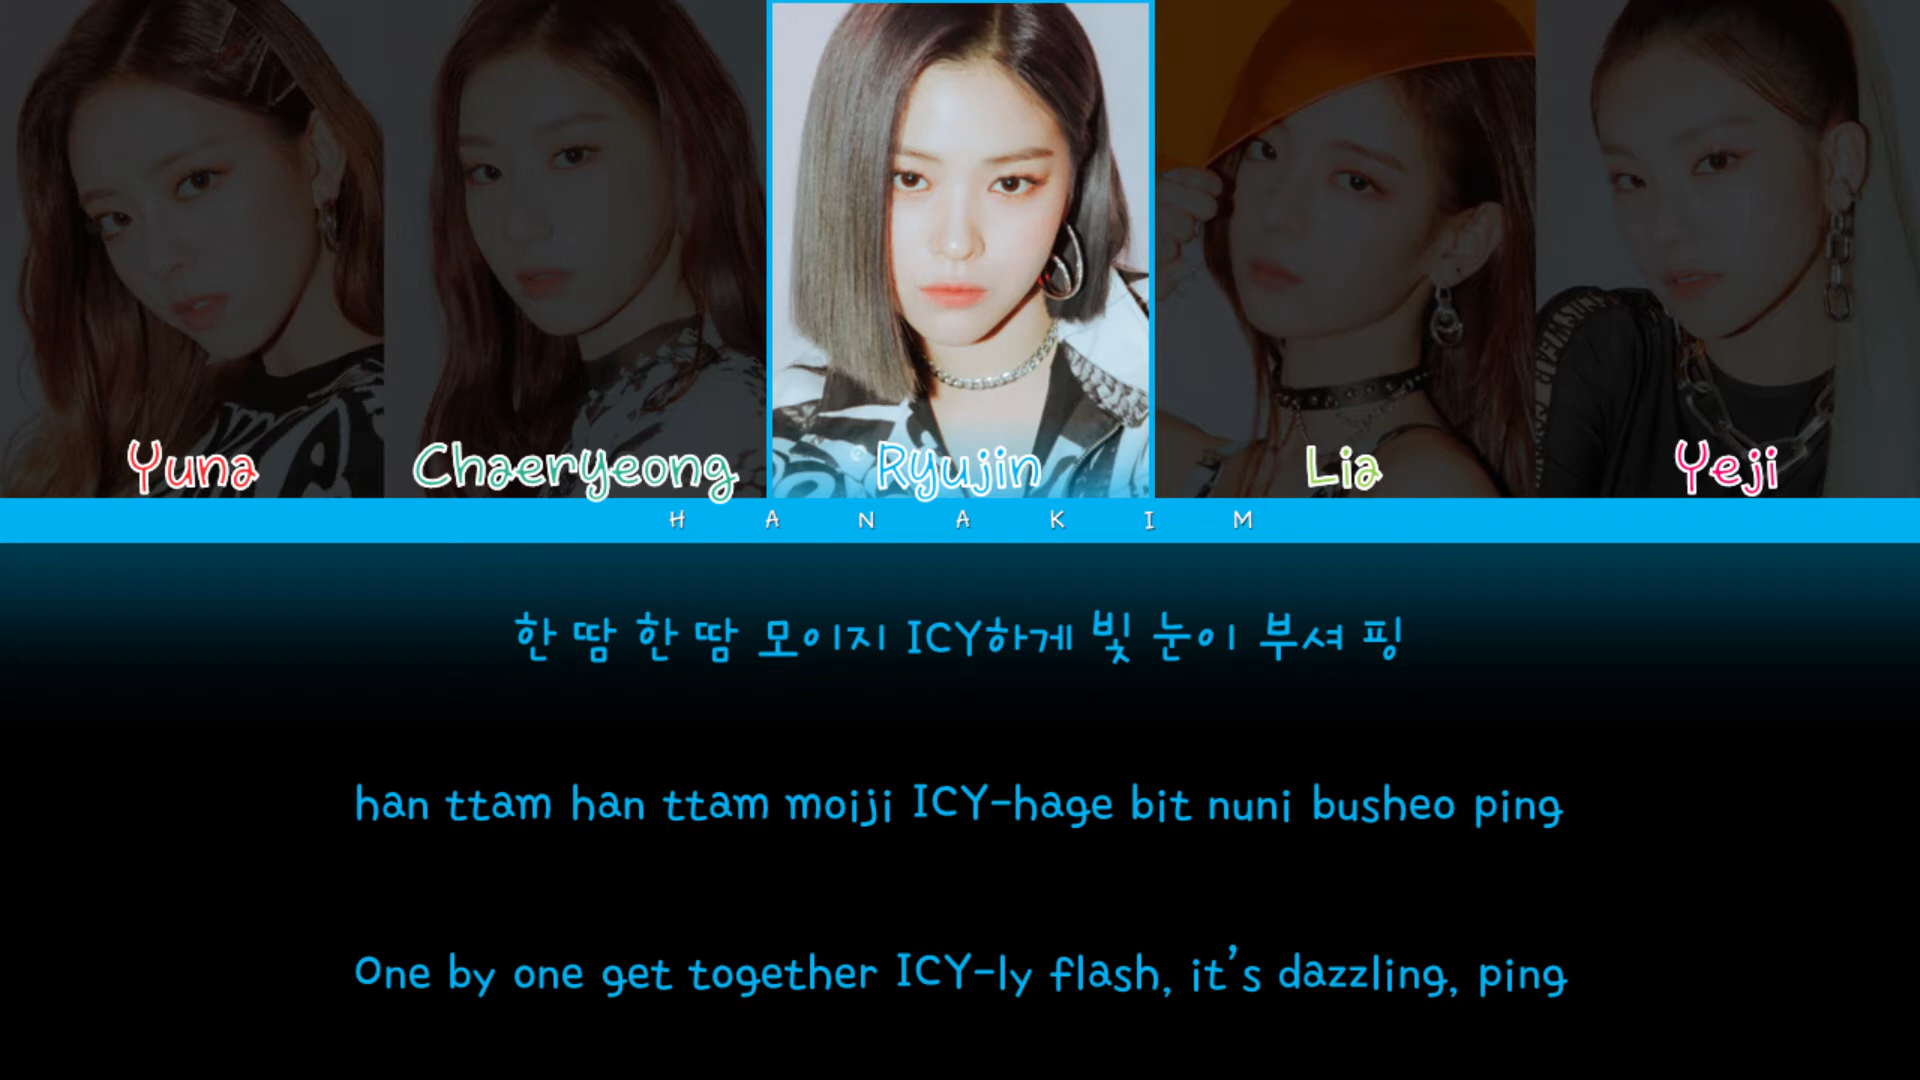 Yuna Chaeryeong Ryujin Lia Yeji
H A N A K I M
한 땀 한 땀 모이지 ICY하게 빛 눈이 부셔 핑
han ttam han ttam moiji ICY-hage bit nuni busheo ping
One by one get together ICY-ly flash, it's dazzling, ping